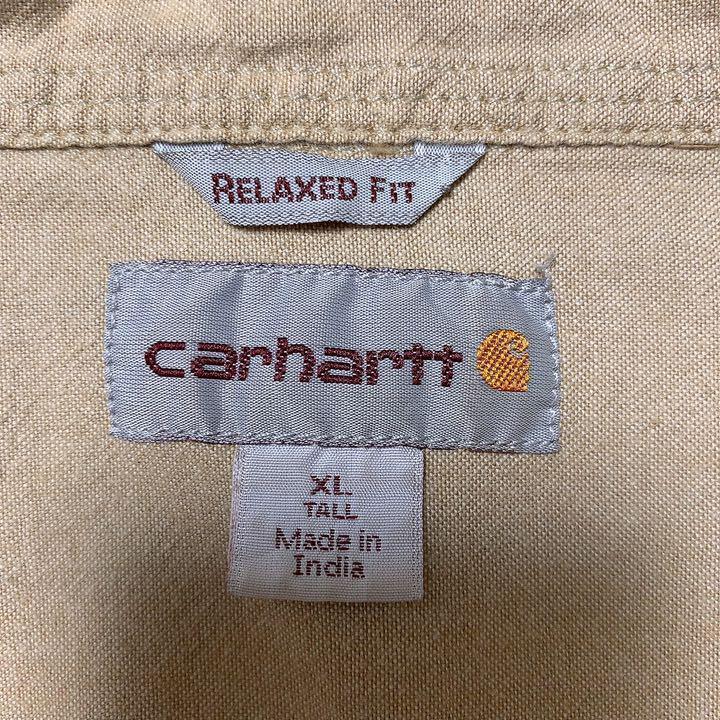 RELAXED FIT
carhartt
XL
TALL
Made in
India